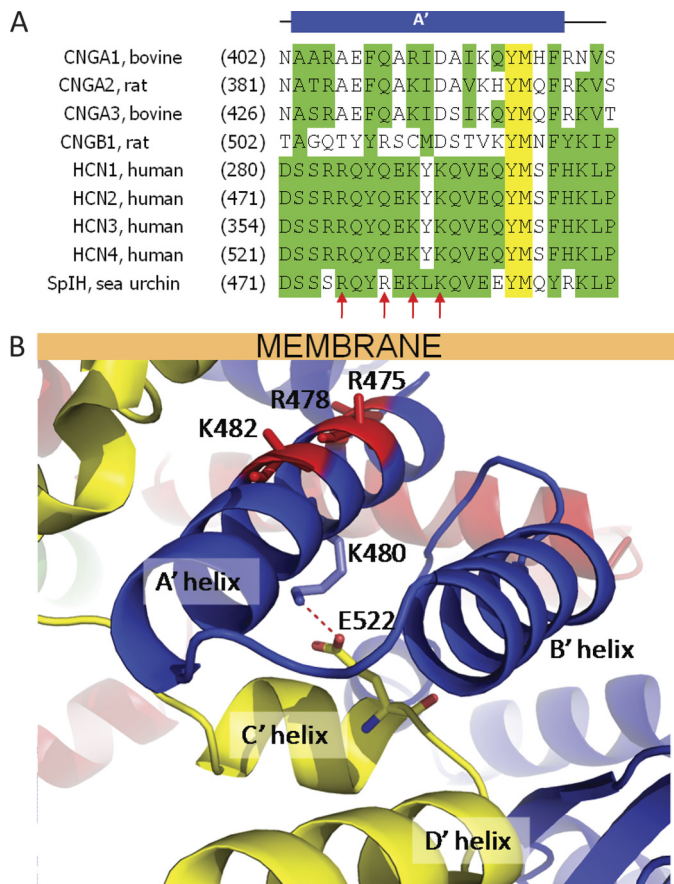 A
A'
CNGA1, bovine (402) NAARAEFQARIDAIKQYMHFRNVS
CNGA2, rat (381) NATRAEFQAKIDAVKHYMQFRKVS
CNGA3, bovine (426) NASRAEFQAKIDSIKQYMQFRKVT
CNGB1, rat (502) TAGQTYYRSCMDSTVKYMNFYKIP
HCN1, human (280) DSSRRQYQEKYKQVEQYMSFHKLP
HCN2, human (471) DSSRRQYQEKYKQVEQYMSFHKLP
HCN3, human (354) DSSRRQYQEKYKQVEQYMSFHKLP
HCN4, human (521) DSSRRQYQEKYKQVEQYMSFHKLP
SpIH, sea urchin (471) DSSSRQYREKLKQVEEYMQYRKLP
B
MEMBRANE
R475
R478
K482
K480
A' helix
E522
B' helix
C' helix
D' helix